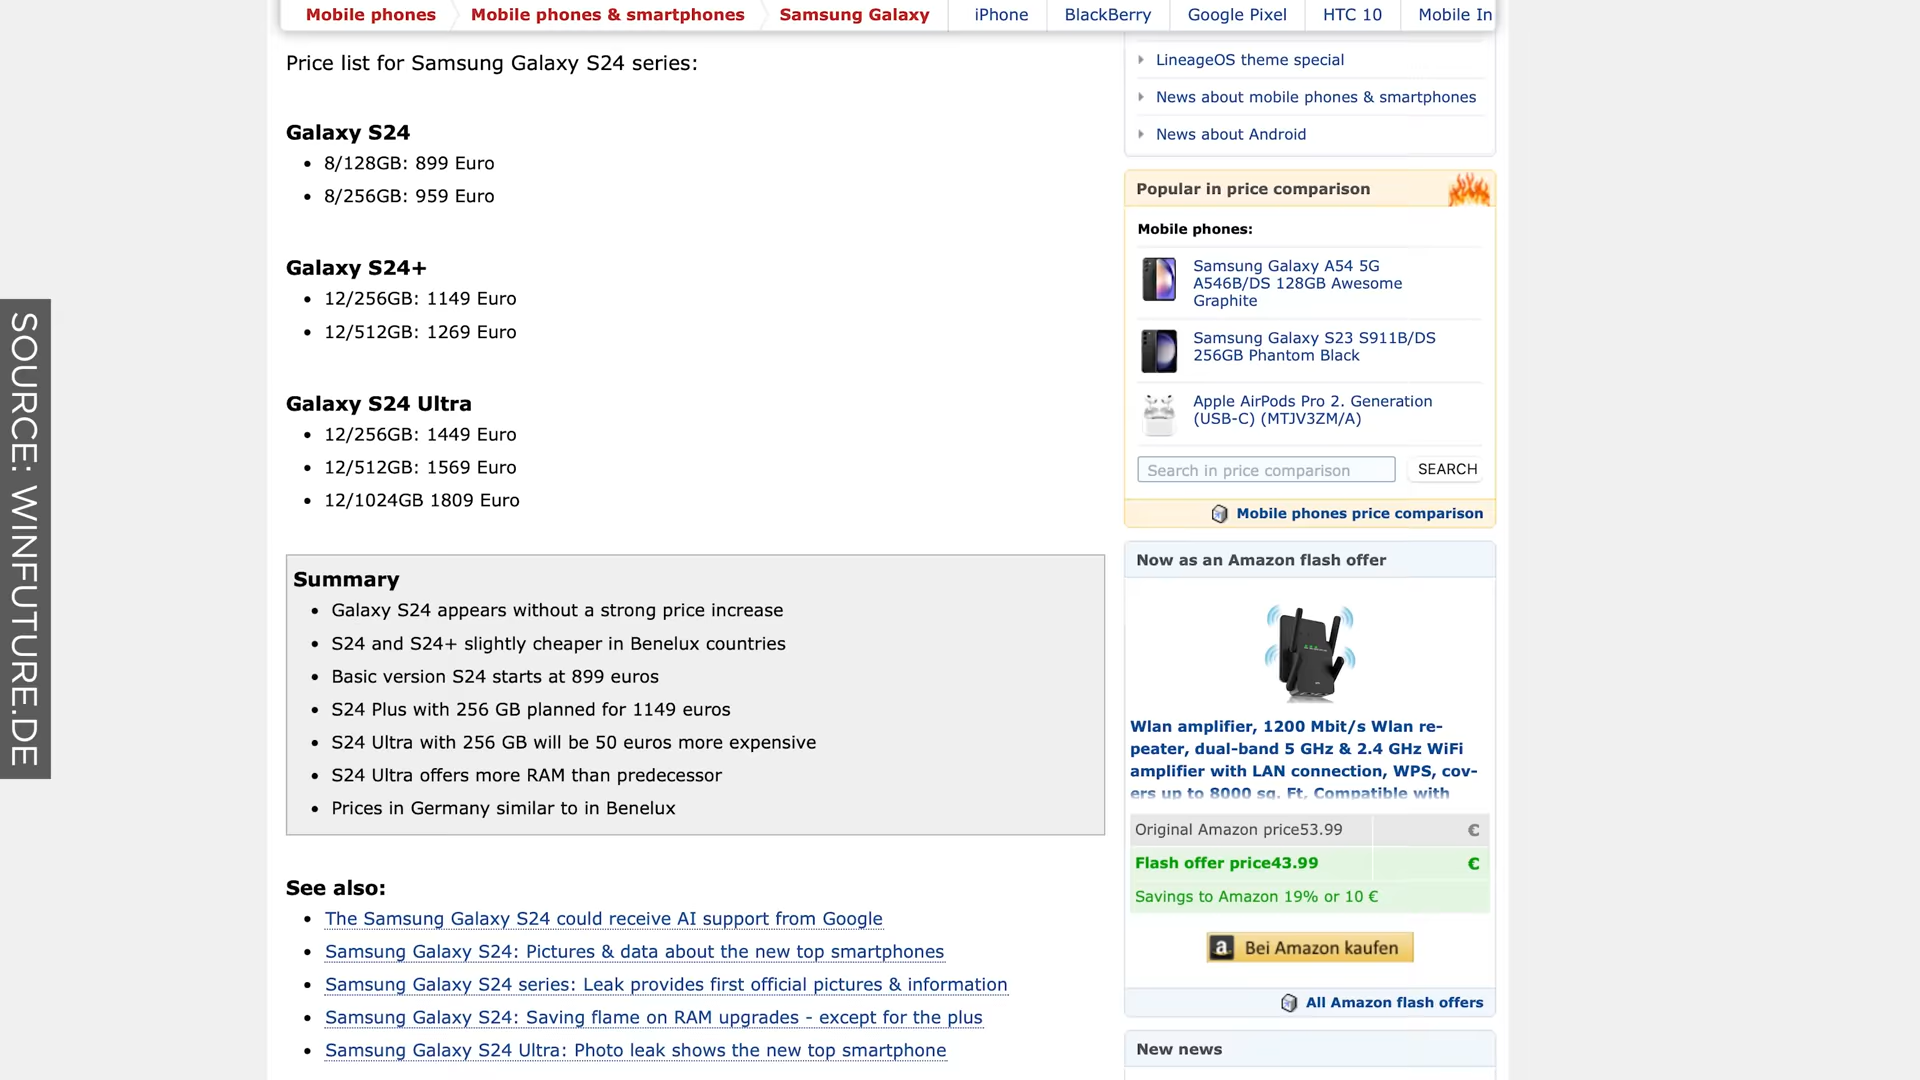 Mobile phones
Mobile phones & smartphones
Samsung Galaxy
iPhone
BlackBerry
Google Pixel
HTC 10
Mobile In
Price list for Samsung Galaxy S24 series:
Galaxy S24
• 8/128GB: 899 Euro
• 8/256GB: 959 Euro
Galaxy S24+
• 12/256GB: 1149 Euro
• 12/512GB: 1269 Euro
Galaxy S24 Ultra
• 12/256GB: 1449 Euro
• 12/512GB: 1569 Euro
• 12/1024GB 1809 Euro
Summary
• Galaxy S24 appears without a strong price increase
• S24 and S24+ slightly cheaper in Benelux countries
• Basic version S24 starts at 899 euros
• S24 Plus with 256 GB planned for 1149 euros
• S24 Ultra with 256 GB will be 50 euros more expensive
• S24 Ultra offers more RAM than predecessor
• Prices in Germany similar to in Benelux
See also:
• The Samsung Galaxy S24 could receive AI support from Google
• Samsung Galaxy S24: Pictures & data about the new top smartphones
• Samsung Galaxy S24 series: Leak provides first official pictures & information
• Samsung Galaxy S24: Saving flame on RAM upgrades - except for the plus
• Samsung Galaxy S24 Ultra: Photo leak shows the new top smartphone
LineageOS theme special
News about mobile phones & smartphones
News about Android
Popular in price comparison
Mobile phones:
Samsung Galaxy A54 5G
A546B/DS 128GB Awesome
Graphite
Samsung Galaxy S23 S911B/DS
256GB Phantom Black
Apple AirPods Pro 2. Generation
(USB-C) (MTJV3ZM/A)
Search in price comparison
SEARCH
Mobile phones price comparison
Now as an Amazon flash offer
Wlan amplifier, 1200 Mbit/s Wlan re-
peater, dual-band 5 GHz & 2.4 GHz WiFi
amplifier with LAN connection, WPS, cov-
ers up to 8000 sq. Ft. Compatible with
Original Amazon price53.99 €
Flash offer price43.99 €
Savings to Amazon 19% or 10 €
a Bei Amazon kaufen
All Amazon flash offers
New news
SOURCE: WINFUTURE.DE